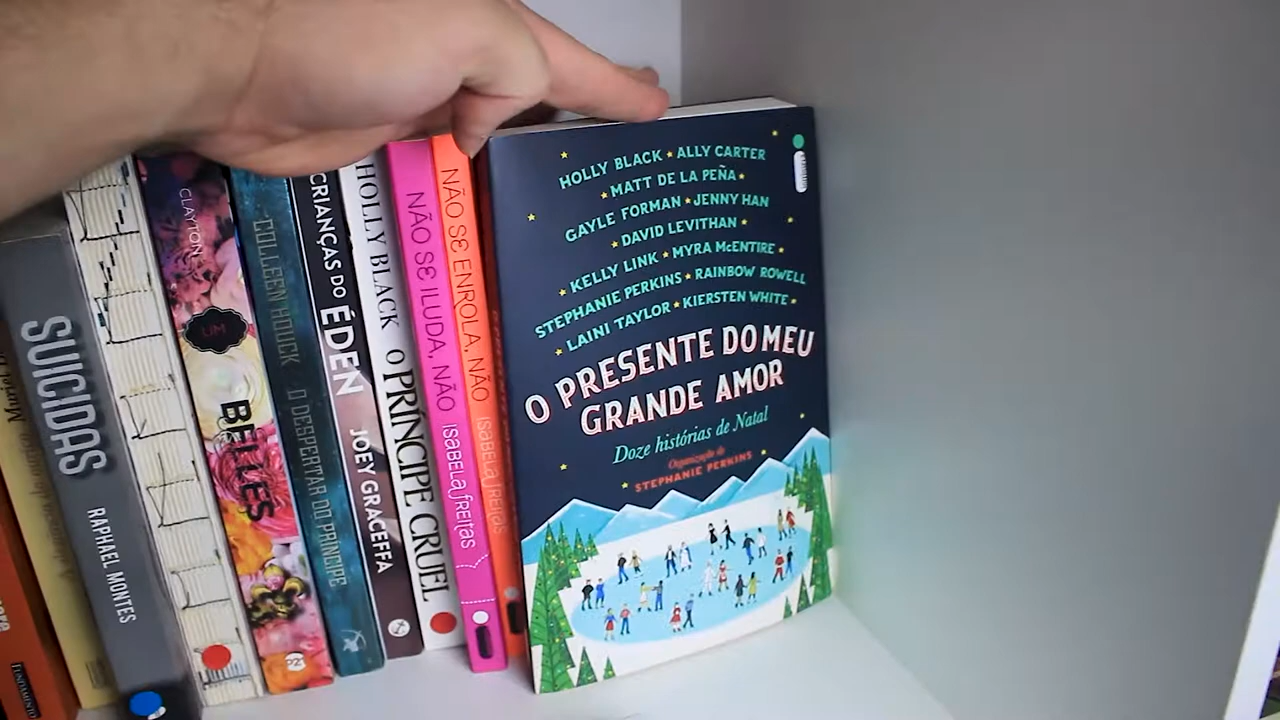 SUICIDAS
RAPHAEL MONTES
FUNDAMENTO
CLAYTON
BELLES
COLLEEN HOUCK
O DESPERTAR DO PRÍNCIPE
CRIANÇAS DO
ÉDEN
JOEY GRACEFFA
HOLLY BLACK
O PRÍNCIPE CRUEL
NÃO SE ILUDA, NÃO
ISABELA FREITAS
NÃO SE ENROLA, NÃO
ISABELA FREITAS
HOLLY BLACK ALLY CARTER
MATT DE LA PEÑA
GAYLE FORMAN JENNY HAN
DAVID LEVITHAN
KELLY LINK MYRA McENTIRE
STEPHANIE PERKINS RAINBOW ROWELL
LAINI TAYLOR KIERSTEN WHITE
O PRESENTE DO MEU
GRANDE AMOR
Doze histórias de Natal
Organização de
STEPHANIE PERKINS